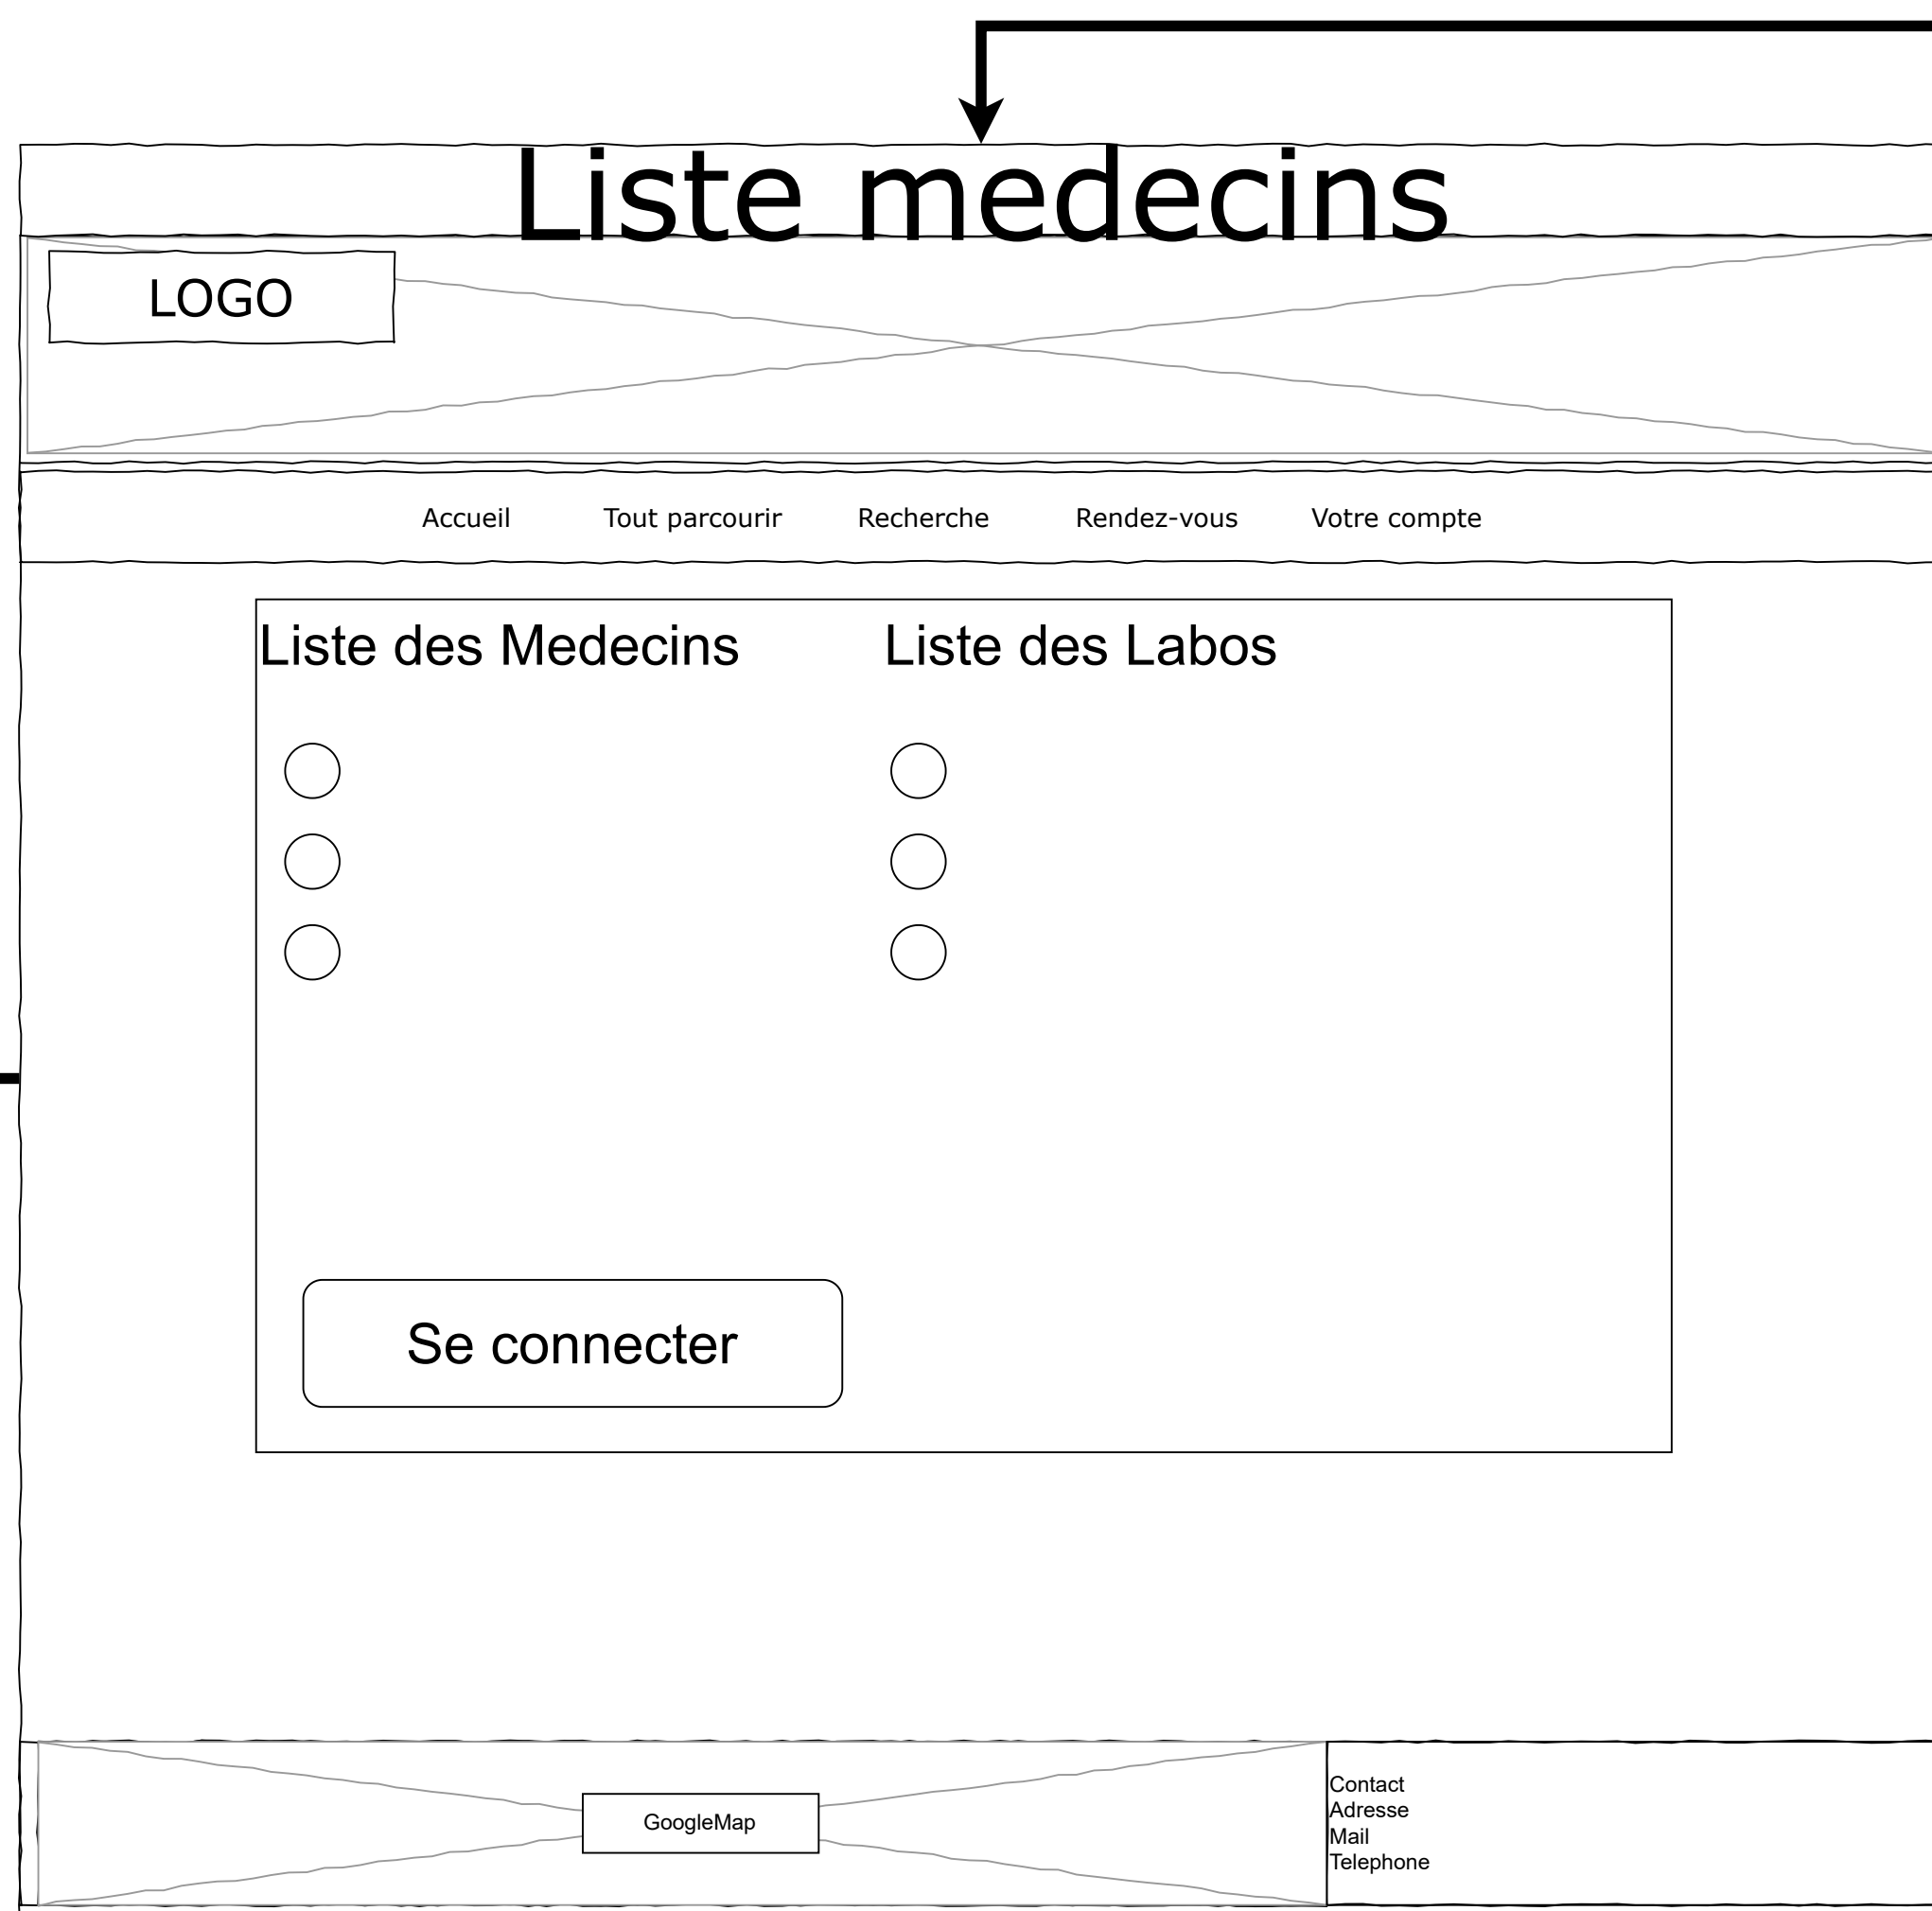 Liste medecins
LOGO
Accueil Tout parcourir Recherche Rendez-vous Votre compte
Liste des Medecins Liste des Labos
Se connecter
GoogleMap
Contact
Adresse
Mail
Telephone